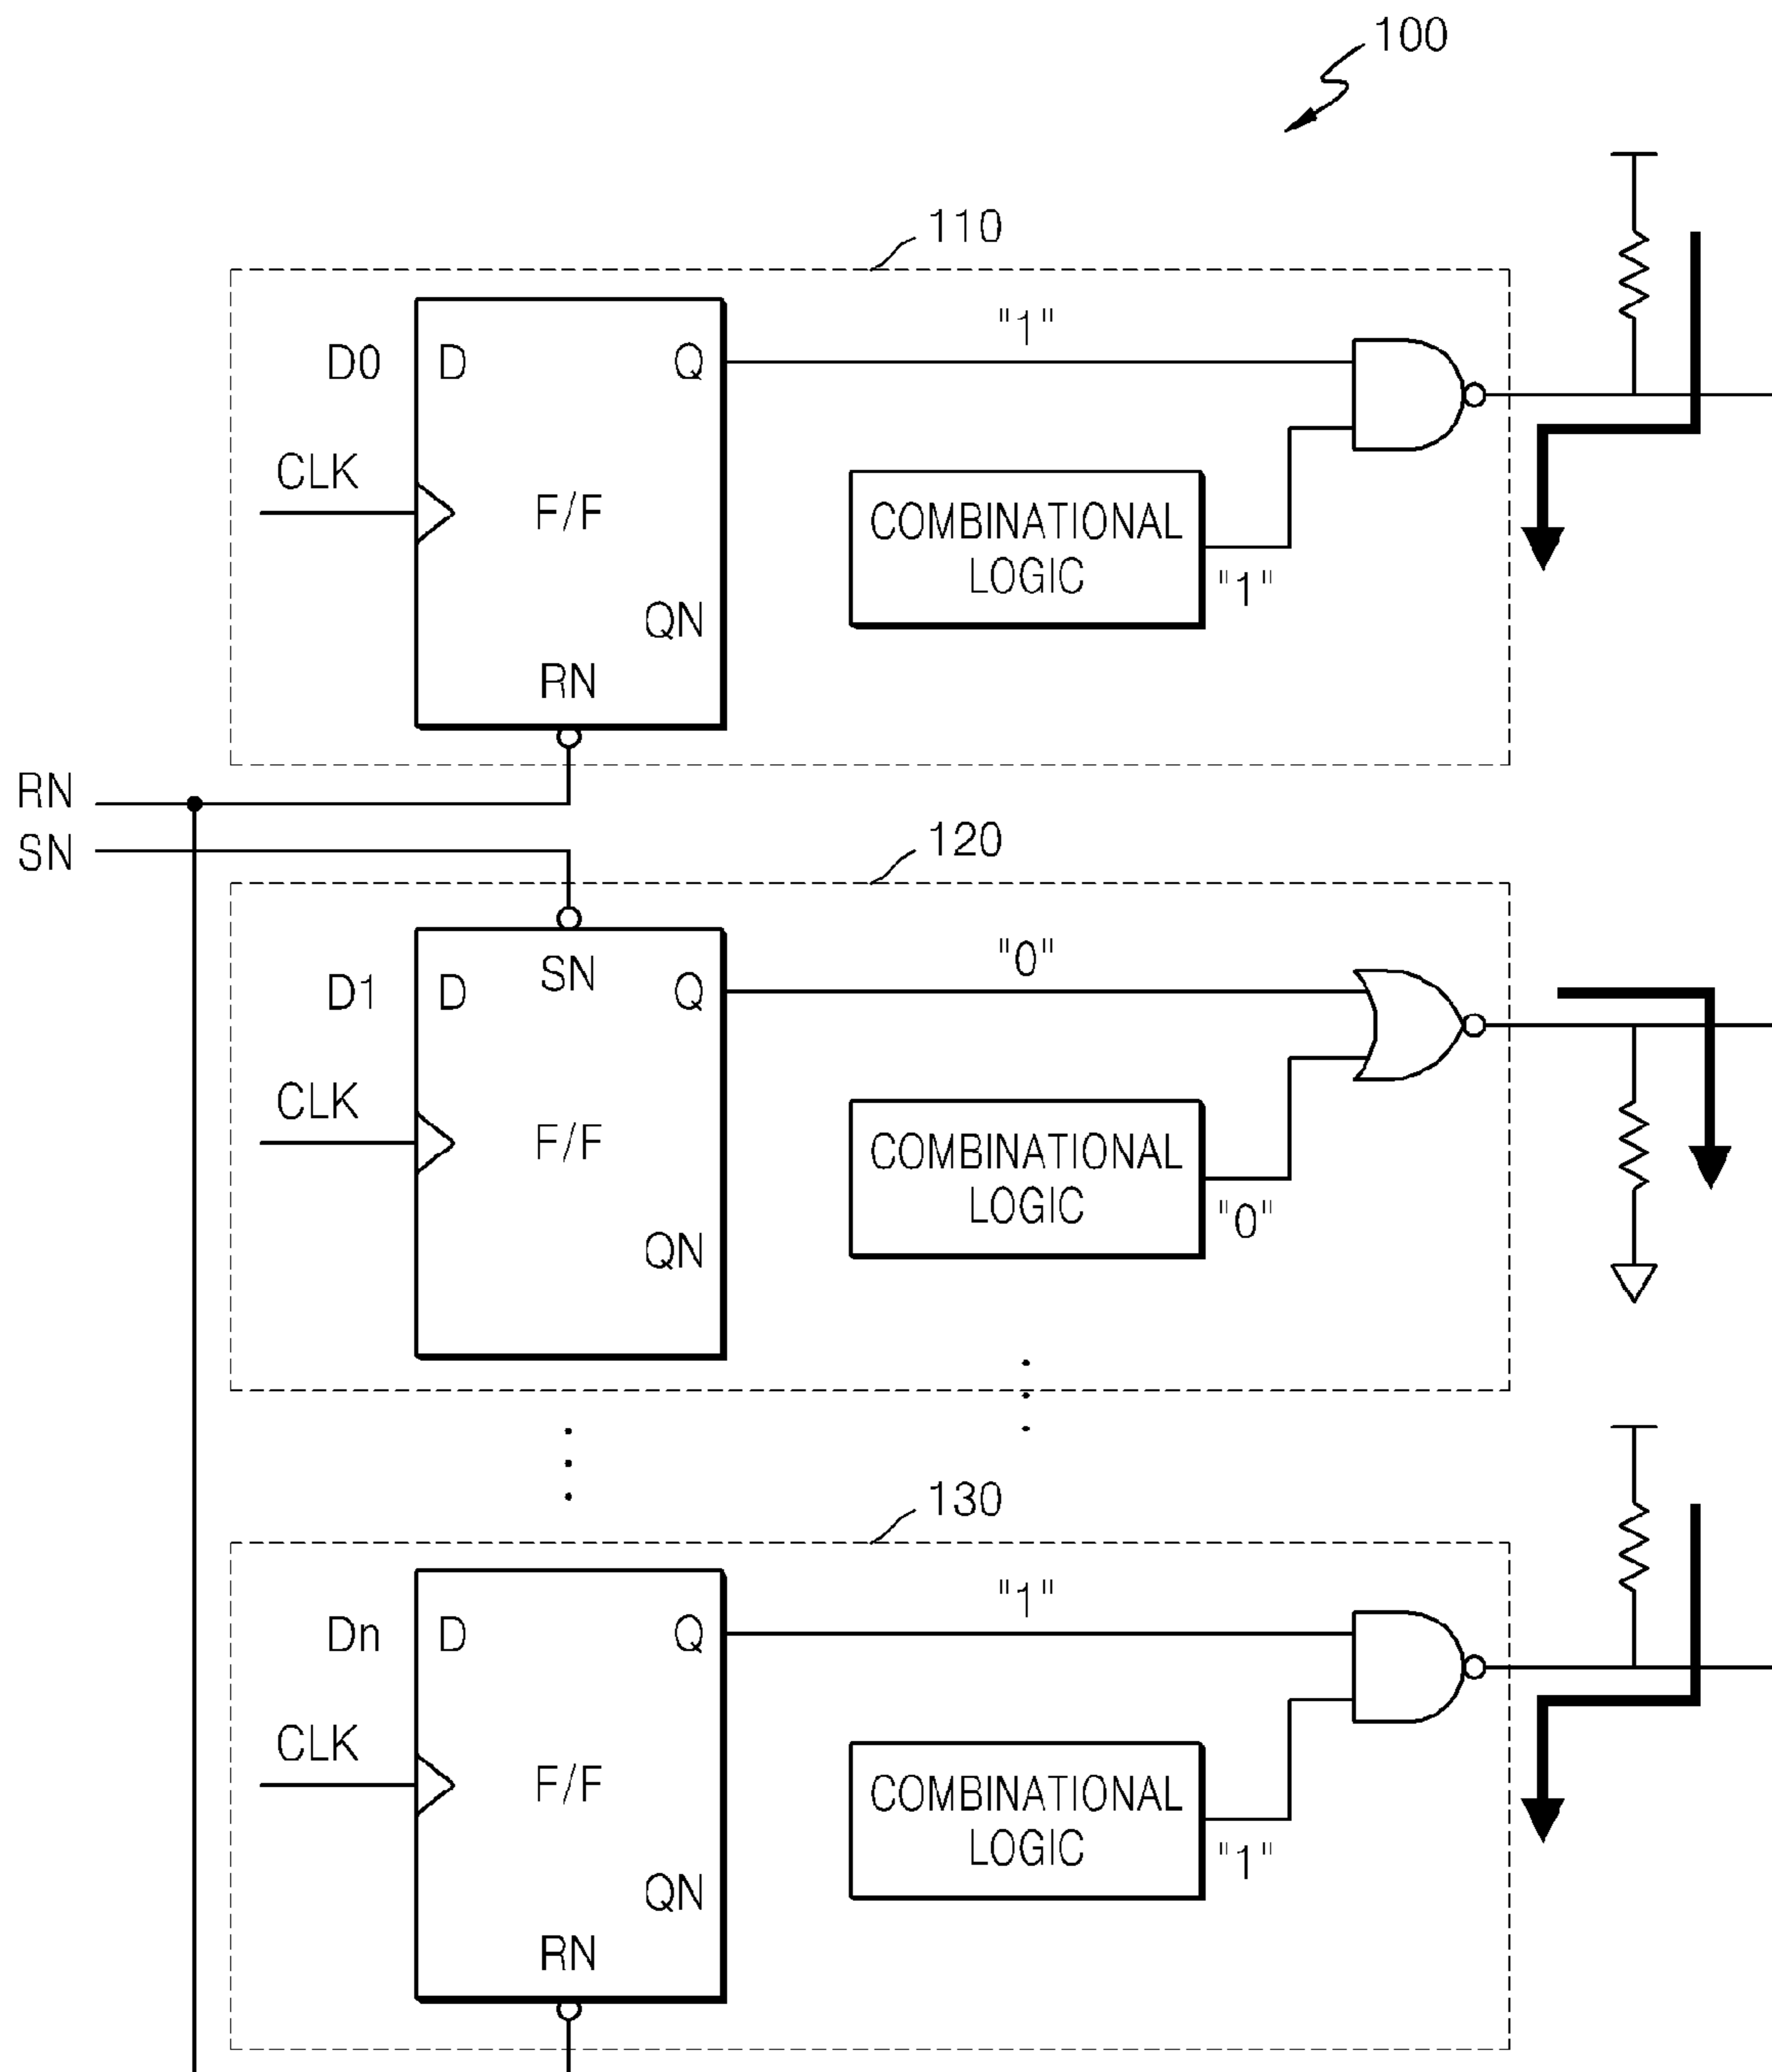 100
110
"1"
D0 D Q
CLK
F/F
COMBINATIONAL
LOGIC
"1"
QN
RN
RN
SN
120
"0"
SN
D1 D Q
CLK
F/F
COMBINATIONAL
LOGIC
"0"
QN
130
"1"
Dn D Q
CLK
F/F
COMBINATIONAL
LOGIC
"1"
QN
RN